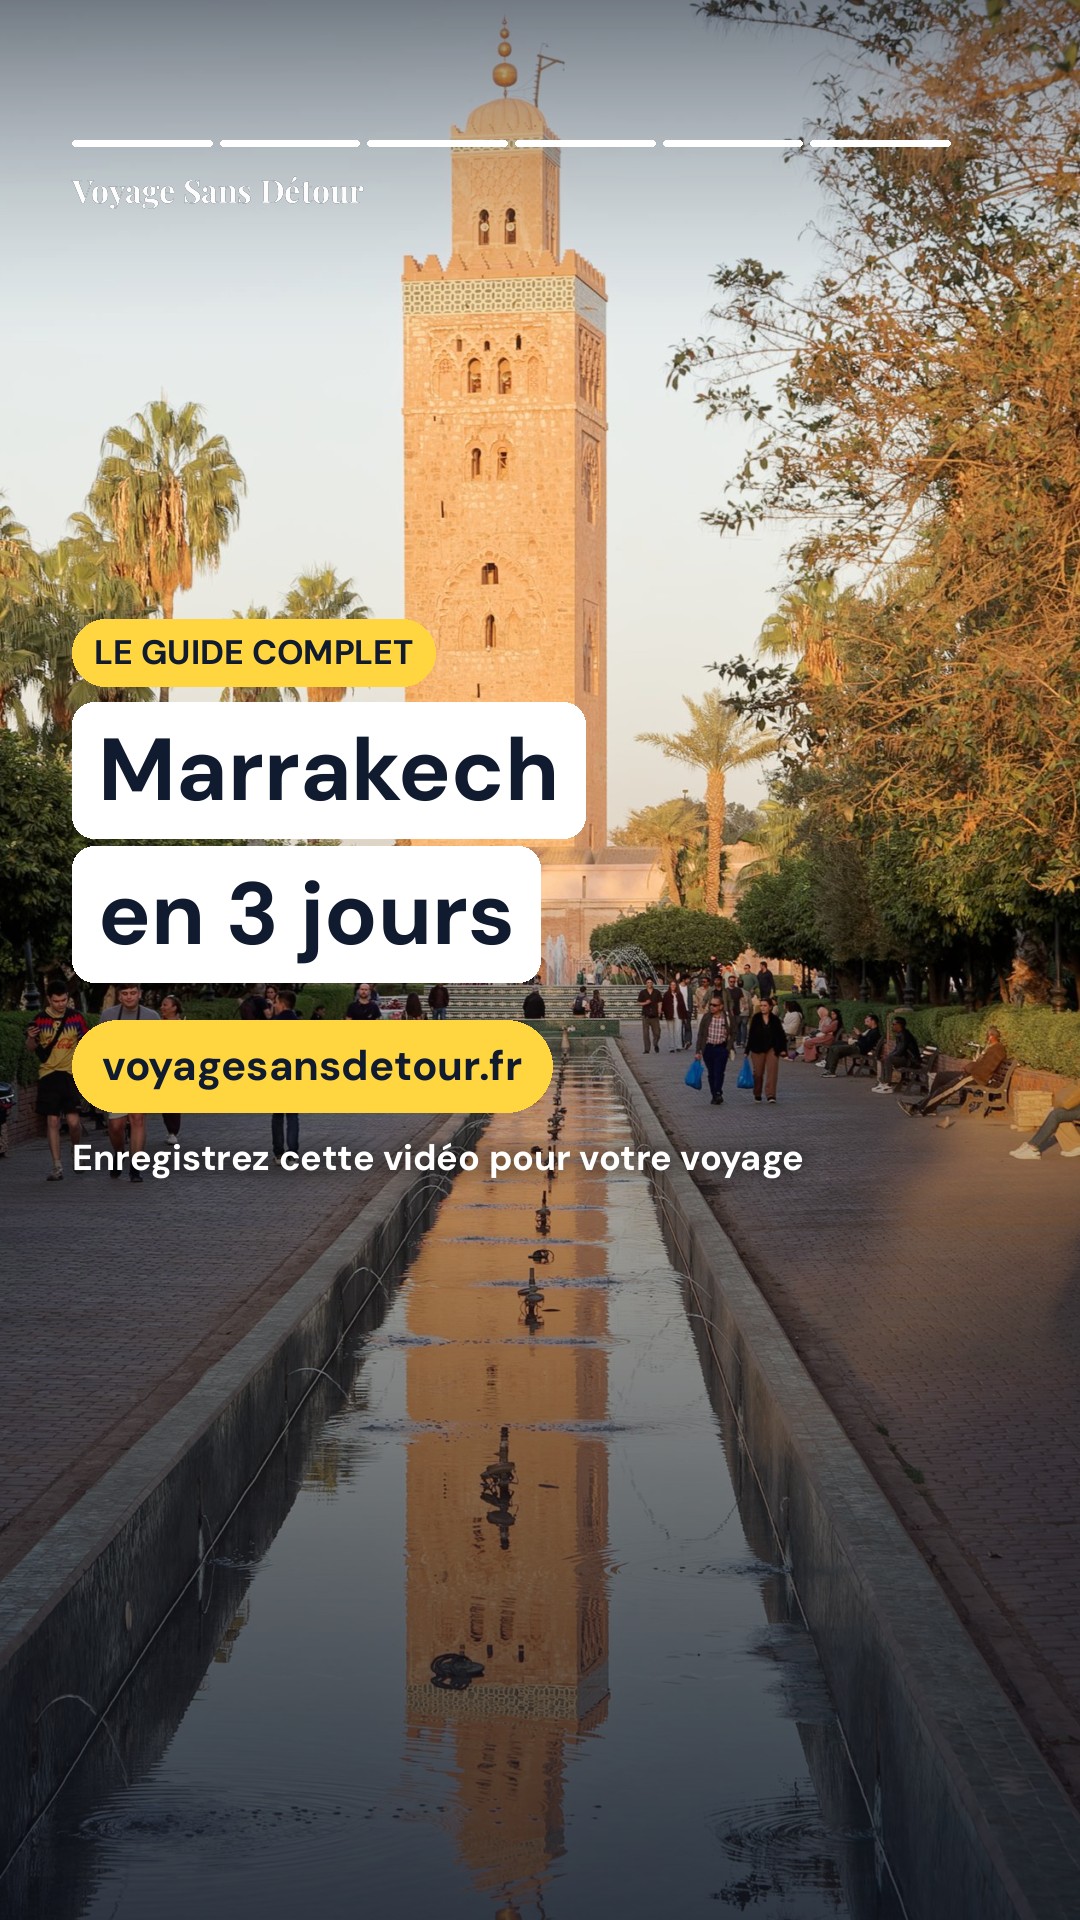 Voyage Sans Détour
LE GUIDE COMPLET
Marrakech
en 3 jours
voyagesansdetour.fr
Enregistrez cette vidéo pour votre voyage